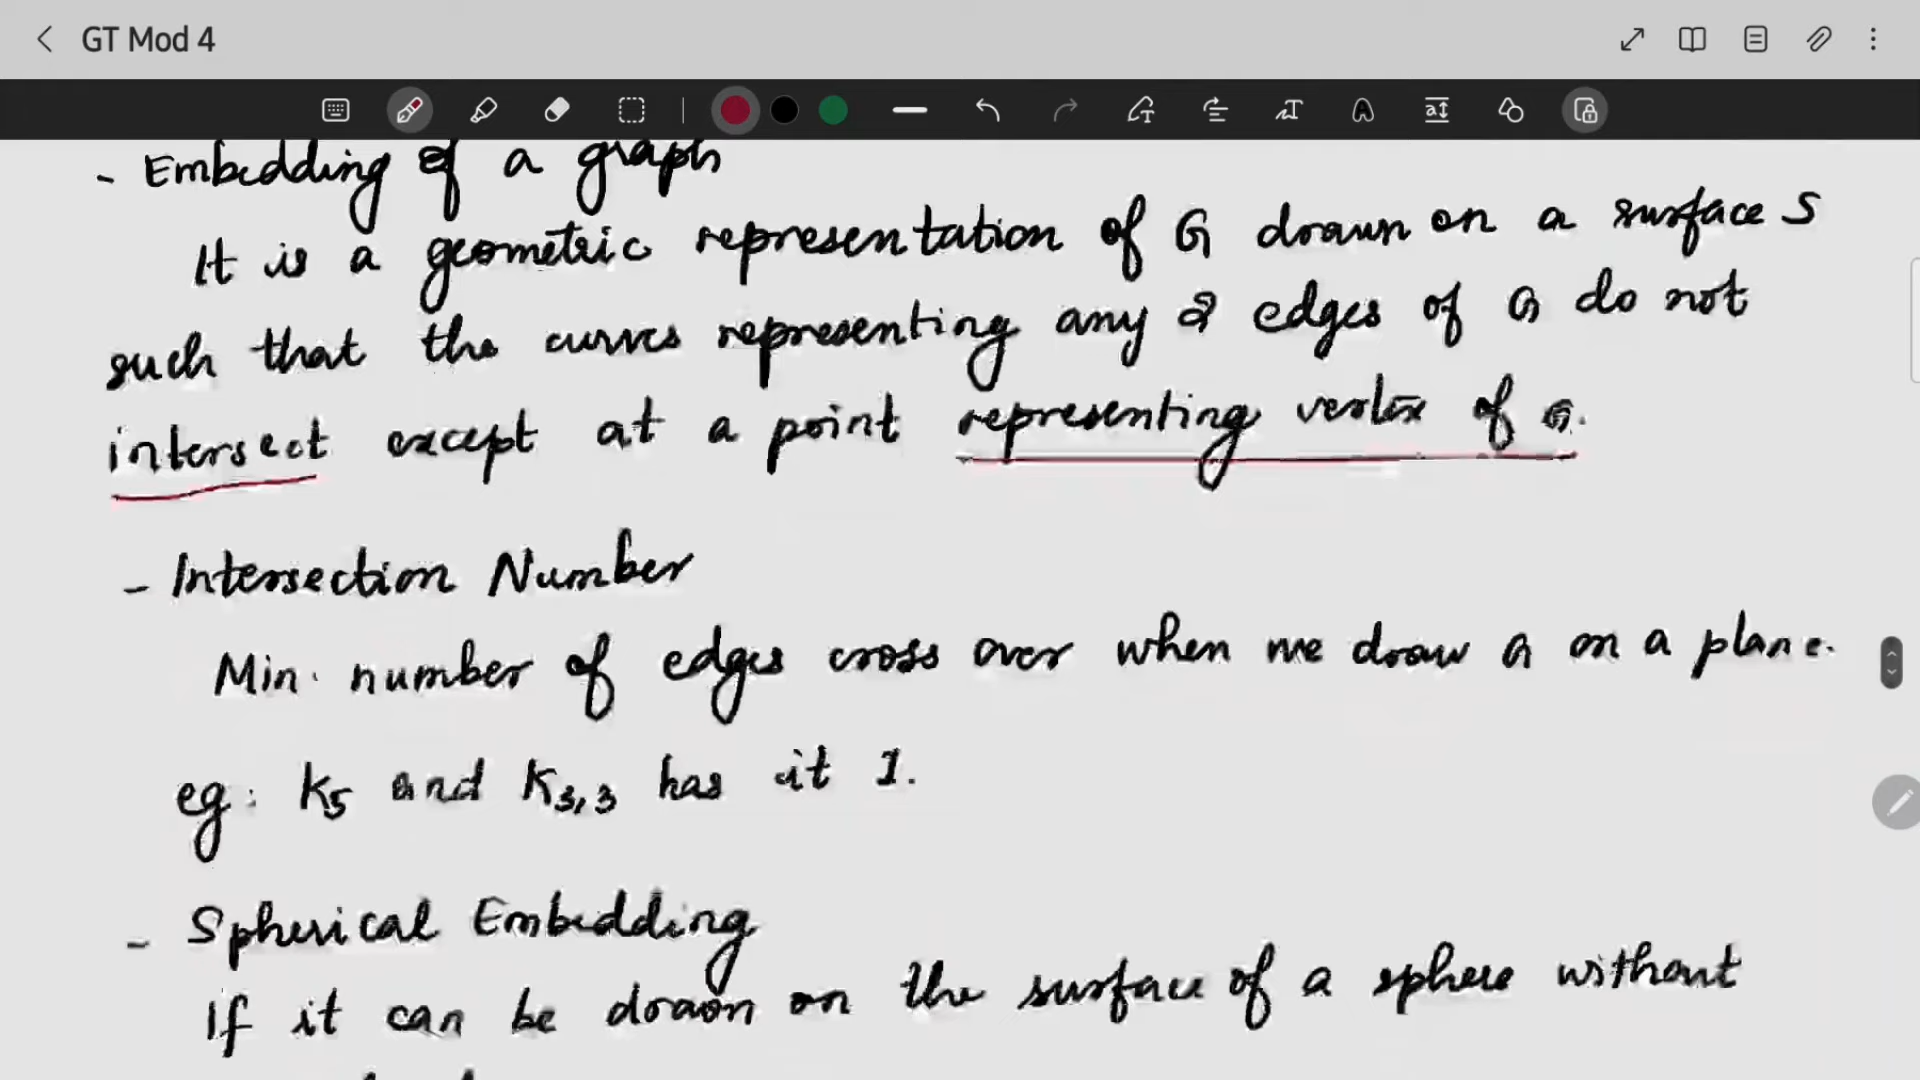 GT Mod 4
- Embedding of a graph
It is a geometric representation of G drawn on a surface S
such that the curves representing any 2 edges of G do not
intersect except at a point representing vertex of G.
- Intersection Number
Min. number of edges cross over when we draw G on a plane.
eg: K5 and K3,3 has it 1.
- Spherical Embedding
If it can be drawn on the surface of a sphere without